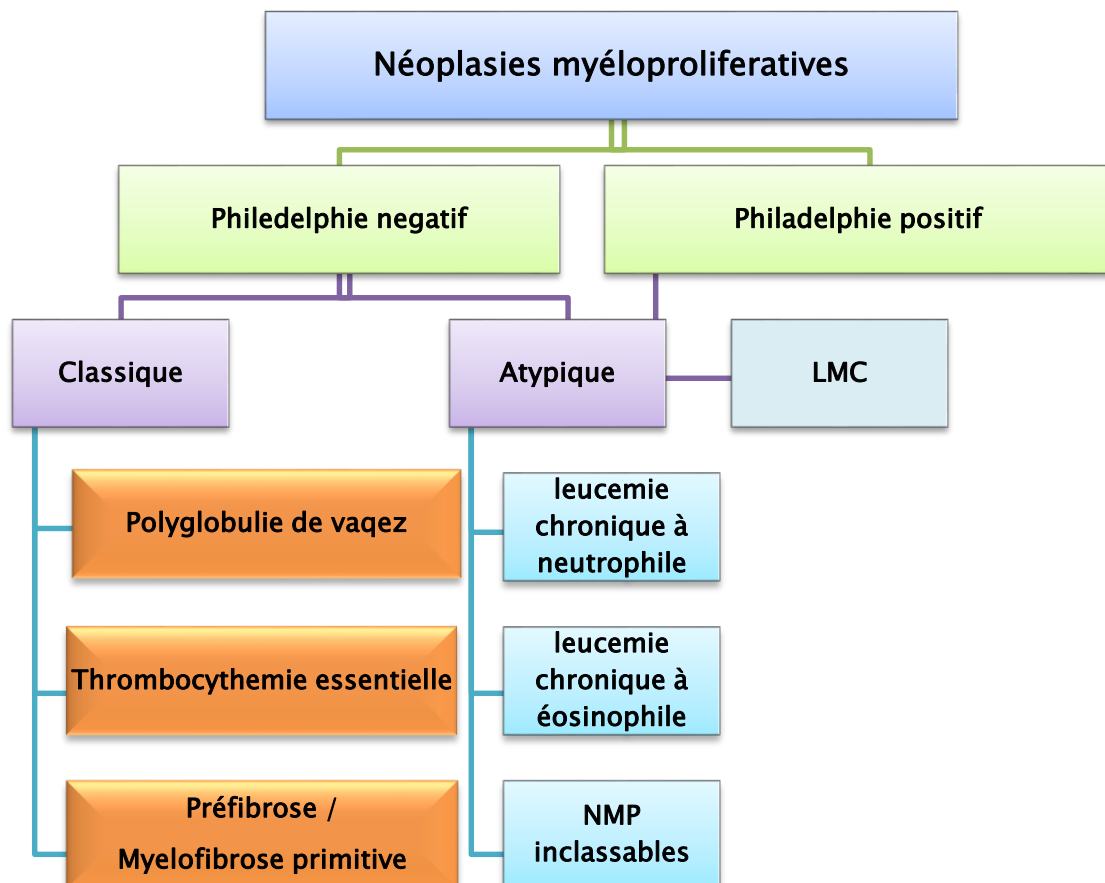 Néoplasies myéloproliferatives
Philedelphie negatif
Philadelphie positif
Classique
Atypique
LMC
Polyglobulie de vaqez
leucemie
chronique à
neutrophile
Thrombocythemie essentielle
leucemie
chronique à
éosinophile
Préfibrose /
Myelofibrose primitive
NMP
inclassables